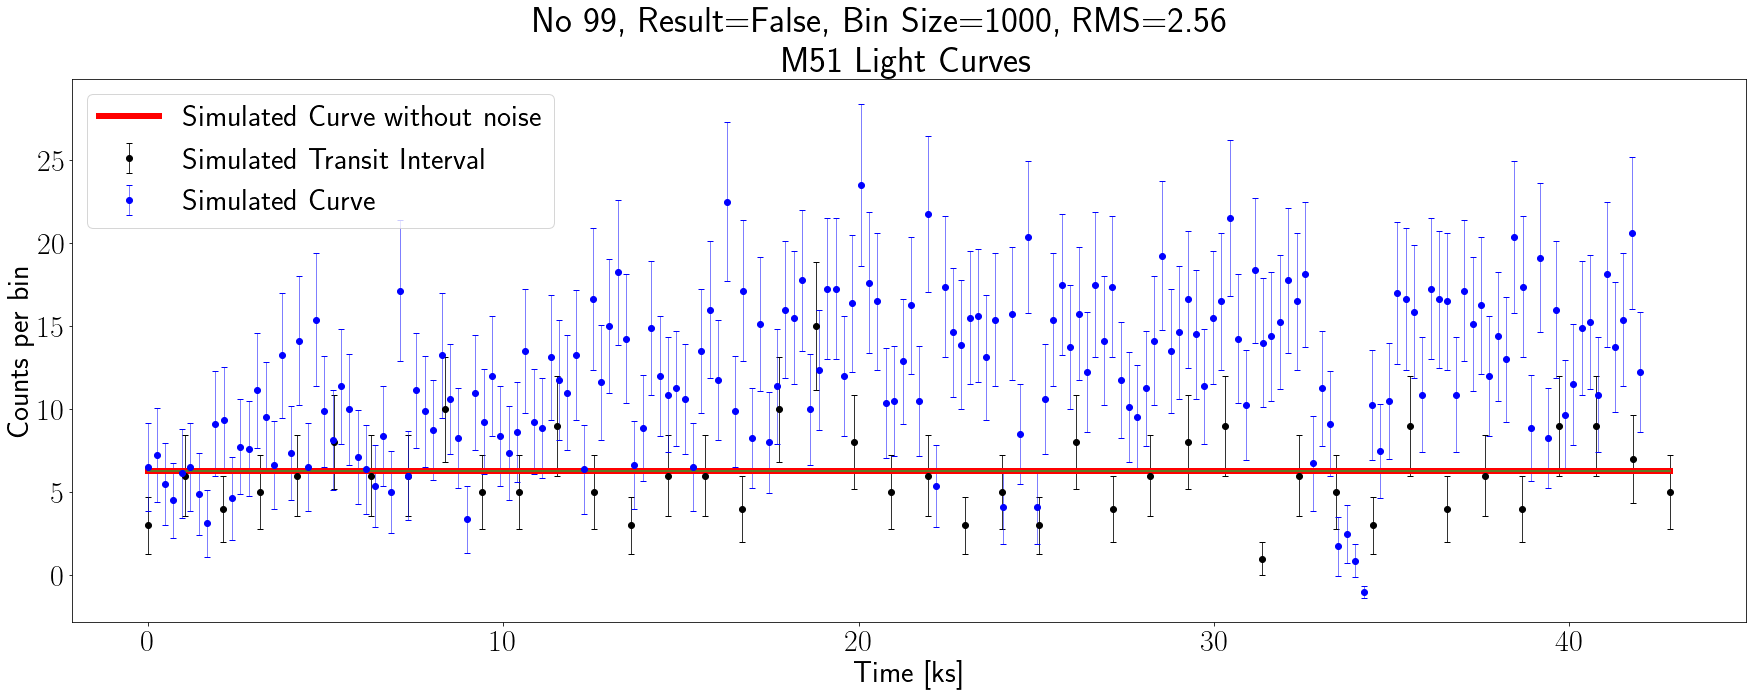 No 99, Result=False, Bin Size=1000, RMS=2.56
M51 Light Curves
Simulated Curve without noise
Simulated Transit Interval
Simulated Curve
Counts per bin
25
20
15
10
5
0
0 10 20 30 40
Time [ks]